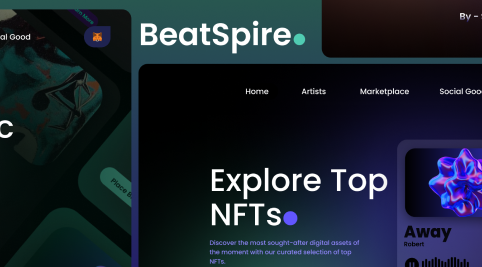 BeatSpire.
By -
al Good
c
Home Artists Marketplace Social Good
Explore Top
NFTs.
Discover the most sought-after digital assets of
the moment with our curated selection of top
NFTs.
Place
Away
Robert